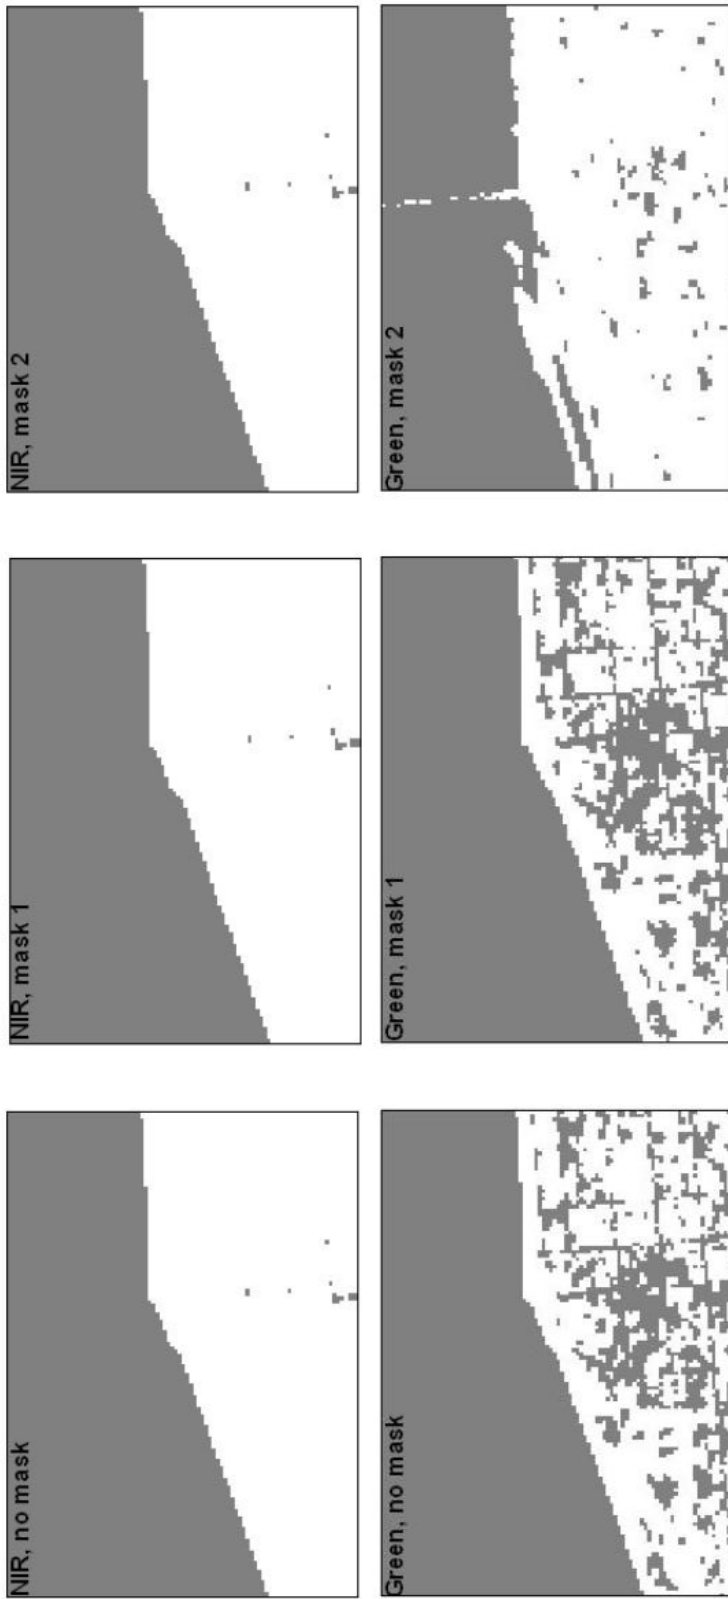 NIR, no mask
NIR, mask 1
NIR, mask 2
Green, no mask
Green, mask 1
Green, mask 2